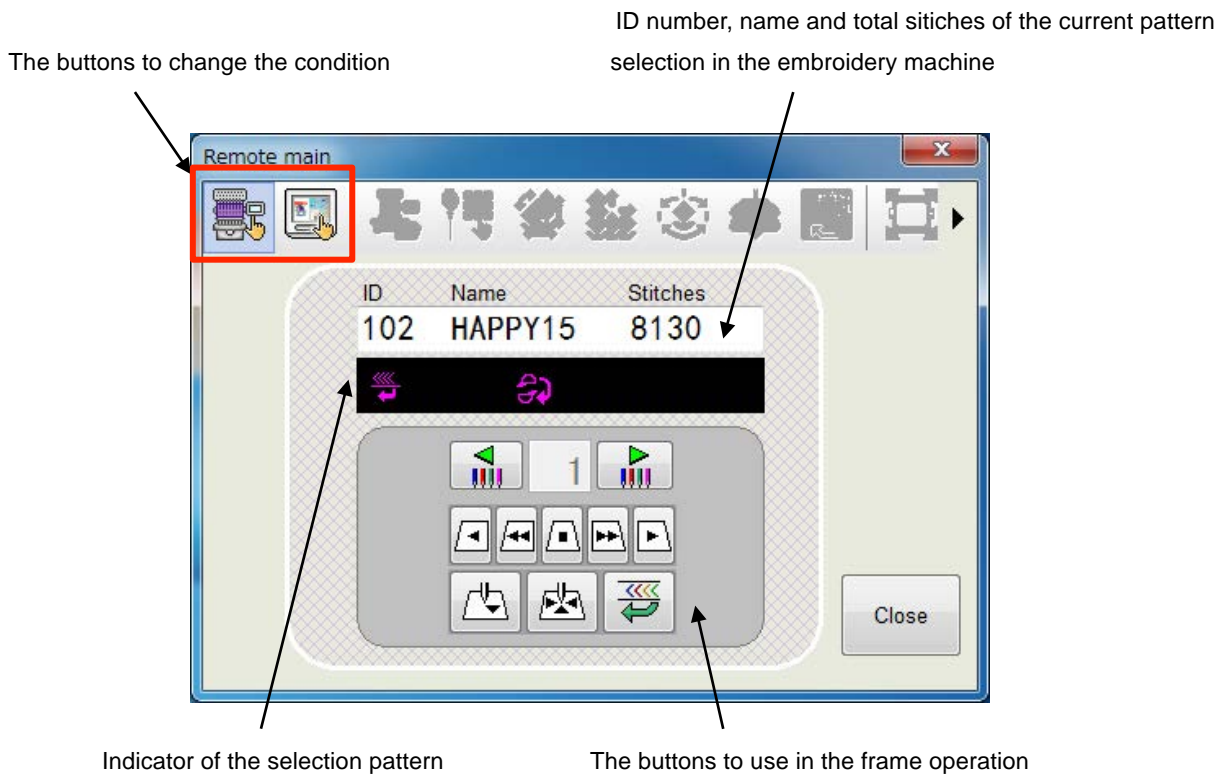 ID number, name and total sitiches of the current pattern
The buttons to change the condition
selection in the embroidery machine
Remote main
ID Name Stitches
102 HAPPY15 8130
1
Close
Indicator of the selection pattern
The buttons to use in the frame operation